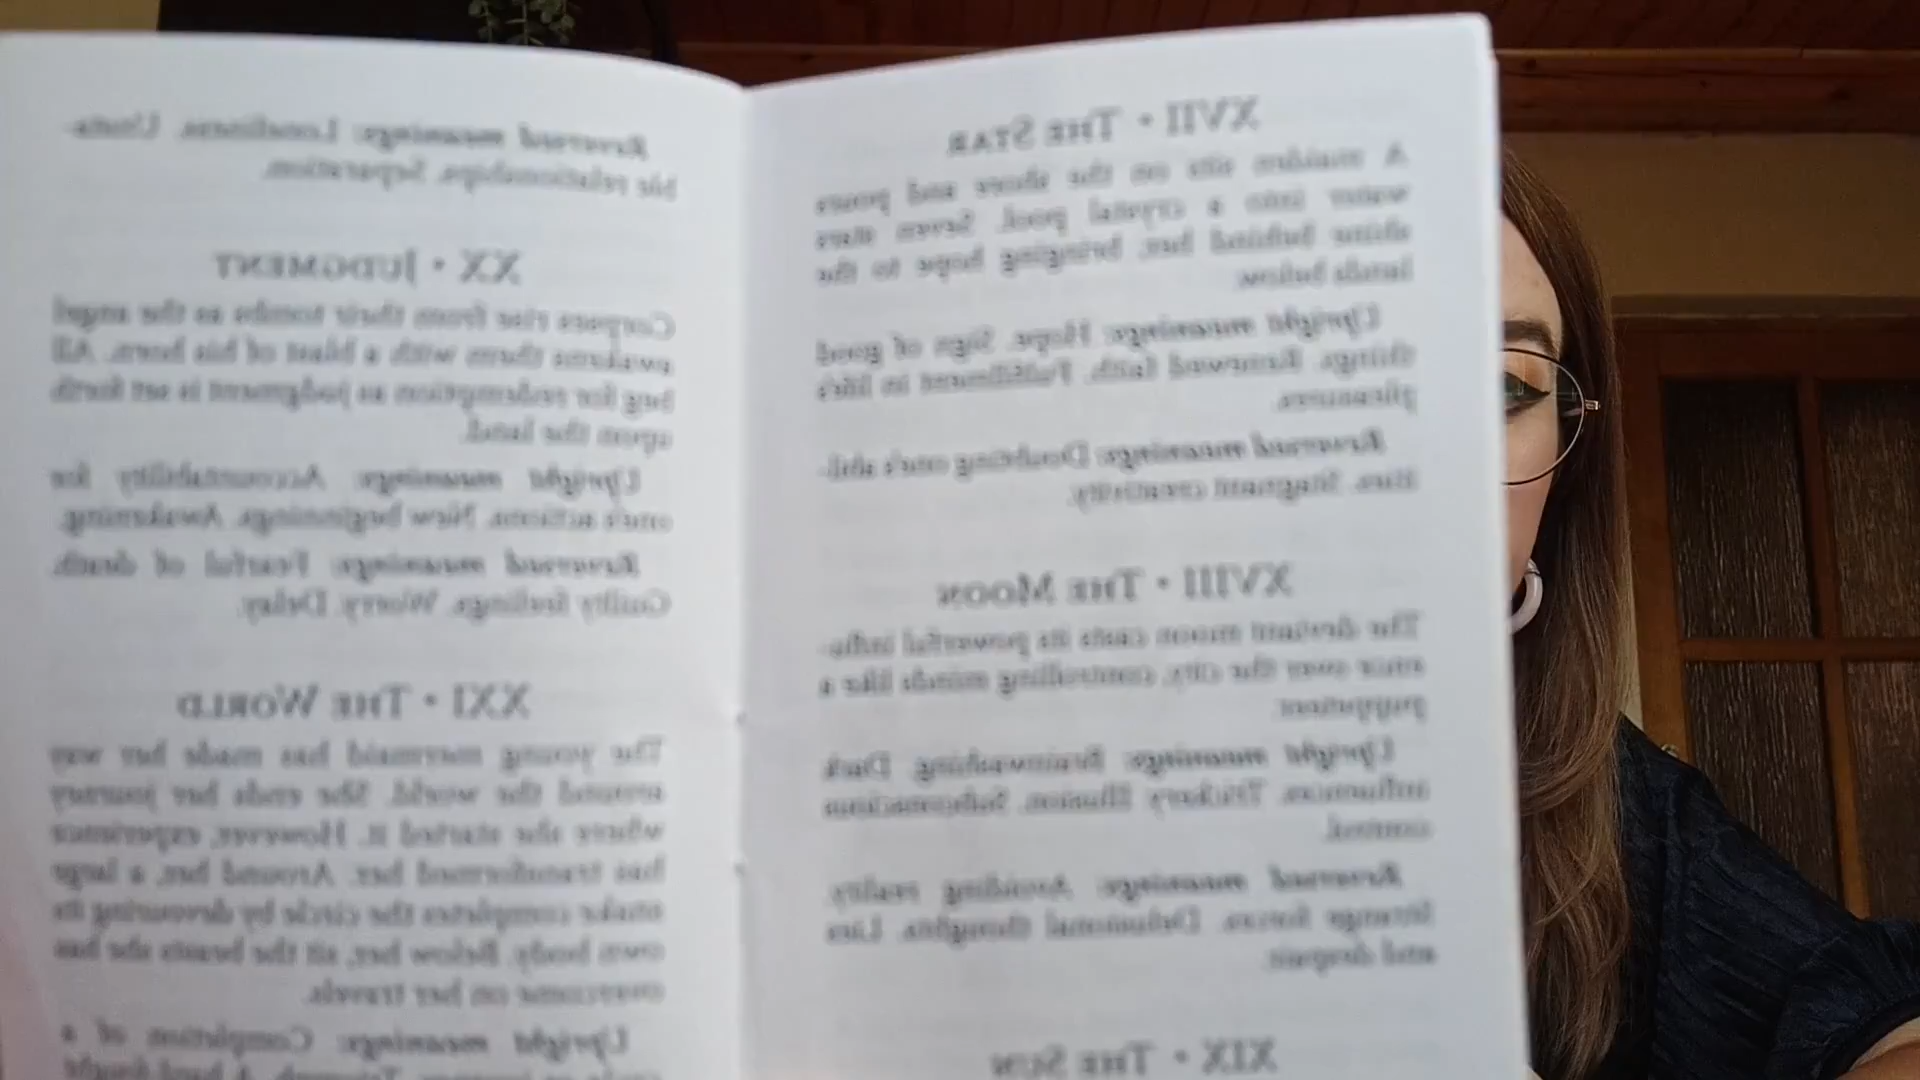 XVII • THE STAR
A maiden sits on the shore and pours
water into a crystal pool. Seven stars
shine behind her, bringing hope to the
lands below.
Upright meanings: Hope. Sign of good
things. Renewed faith. Fulfillment in life's
pleasures.
Reversed meanings: Doubting one's abil-
ities. Stagnant creativity.
XVIII • THE MOON
The deviant moon casts its powerful influ-
ence over the city, controlling minds like a
puppeteer.
Upright meanings: Brainwashing. Dark
influences. Trickery. Illusion. Subconscious
control.
Reversed meanings: Avoiding reality.
Strange forces. Delusional thoughts. Lies
and despair.
XIX • THE SUN
Reversed meanings: Loneliness. Unsta-
ble relationships. Separation.
XX • JUDGMENT
Corpses rise from their tombs as the angel
awakens them with a blast of his horn. All
beg for redemption as judgment is set forth
upon the land.
Upright meanings: Accountability for
one's actions. New beginnings. Awakening.
Reversed meanings: Fearful of death.
Guilty feelings. Worry. Delay.
XXI • THE WORLD
The young mermaid has made her way
around the world. She ends her journey
where she started it. However, experience
has transformed her. Around her, a large
snake completes the circle by devouring its
own body. Below her, sit the beasts she has
overcome on her travels.
Upright meanings: Completion of a
Triumph. A hard fought